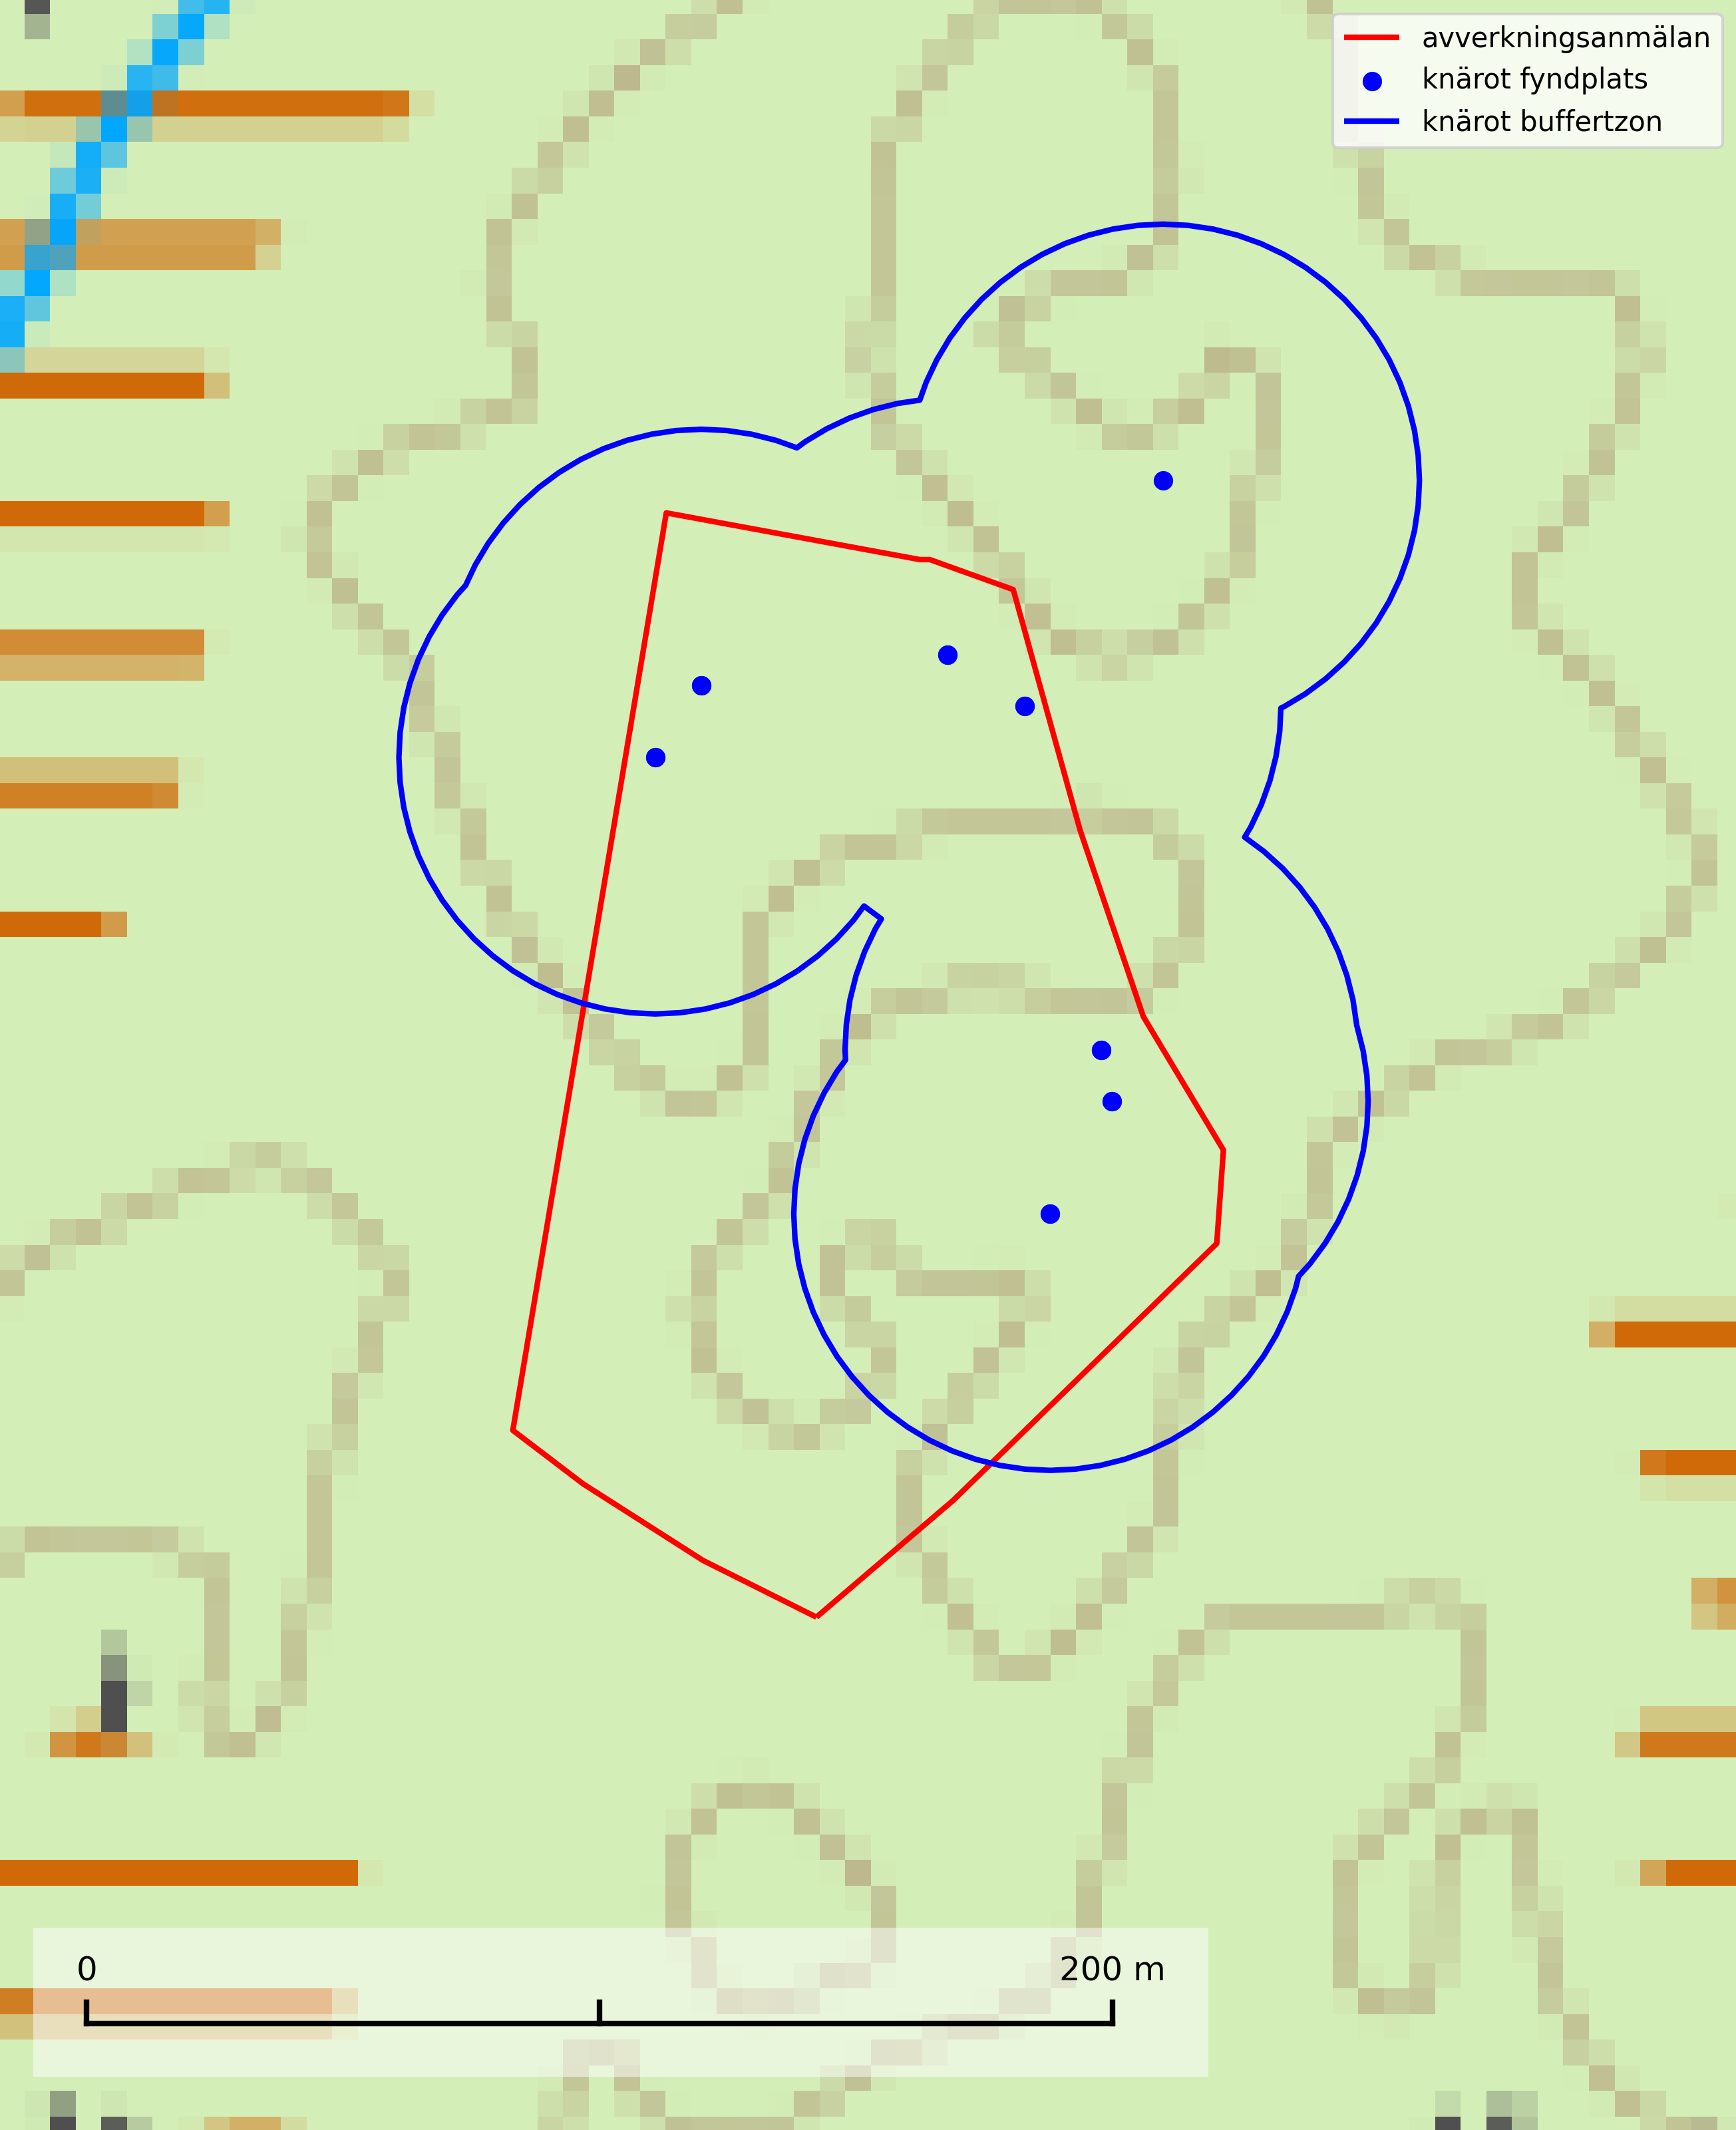 avverkningsanmälan
knärot fyndplats
knärot buffertzon
0
200 m